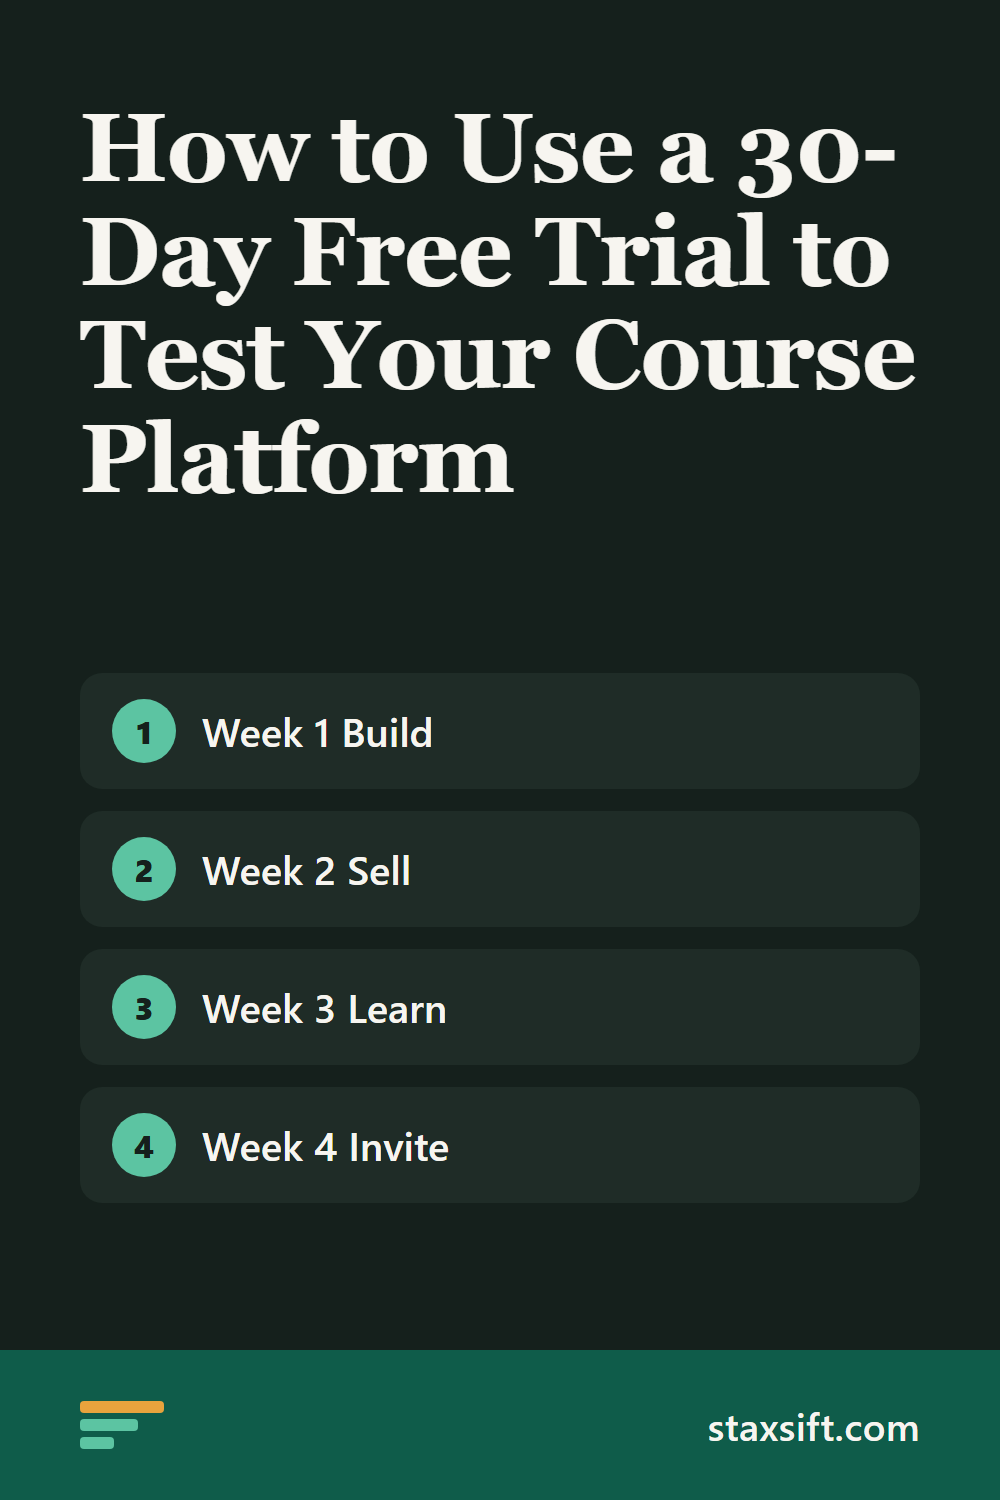 How to Use a 30-
Day Free Trial to
Test Your Course
Platform
1 Week 1 Build
2 Week 2 Sell
3 Week 3 Learn
4 Week 4 Invite
staxsift.com